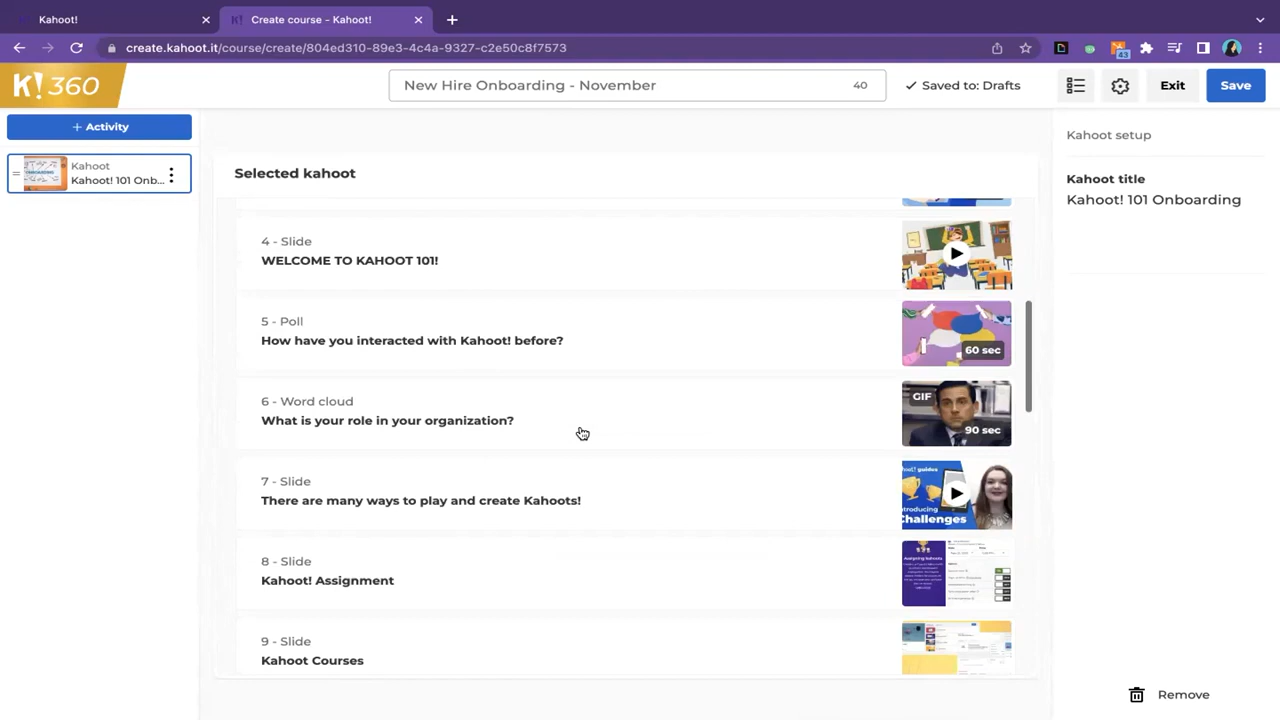 Kahoot!
Create course - Kahoot!
create.kahoot.it/course/create/804ed310-89e3-4c4a-9327-c2e50c8f7573
43
K! 360
New Hire Onboarding - November
40
Saved to: Drafts
Exit
Save
+ Activity
Kahoot
Kahoot! 101 Onb...
Selected kahoot
4 - Slide
WELCOME TO KAHOOT 101!
5 - Poll
How have you interacted with Kahoot! before?
60 sec
6 - Word cloud
What is your role in your organization?
GIF
90 sec
7 - Slide
There are many ways to play and create Kahoots!
guides
Introducing
Challenges
8 - Slide
Kahoot! Assignment
9 - Slide
Kahoot Courses
Kahoot setup
Kahoot title
Kahoot! 101 Onboarding
Remove